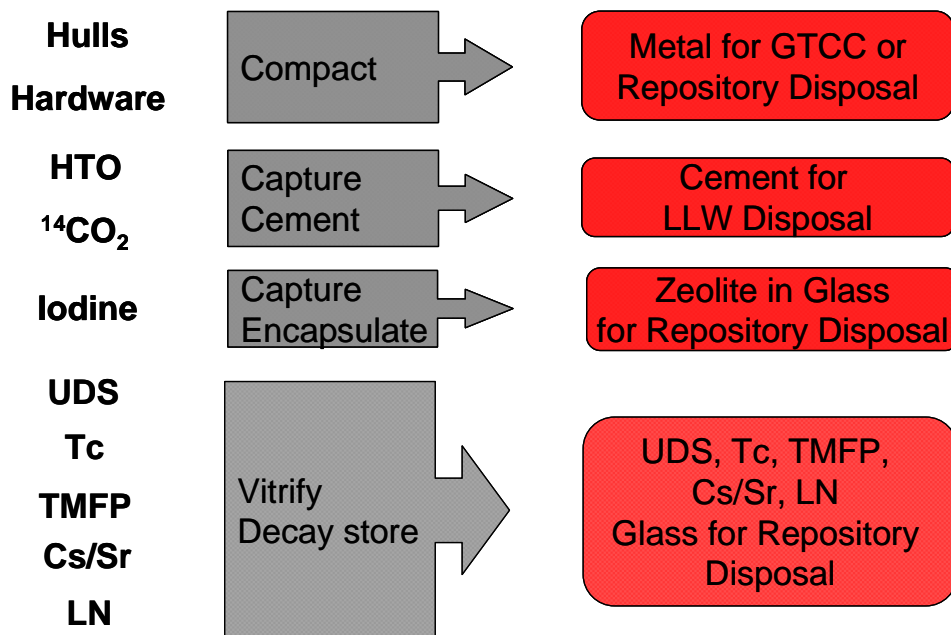 Hulls
Hardware
Compact
Metal for GTCC or
Repository Disposal
HTO
¹⁴CO₂
Capture
Cement
Cement for
LLW Disposal
Iodine
Capture
Encapsulate
Zeolite in Glass
for Repository Disposal
UDS
Tc
TMFP
Cs/Sr
LN
Vitrify
Decay store
UDS, Tc, TMFP,
Cs/Sr, LN
Glass for Repository
Disposal